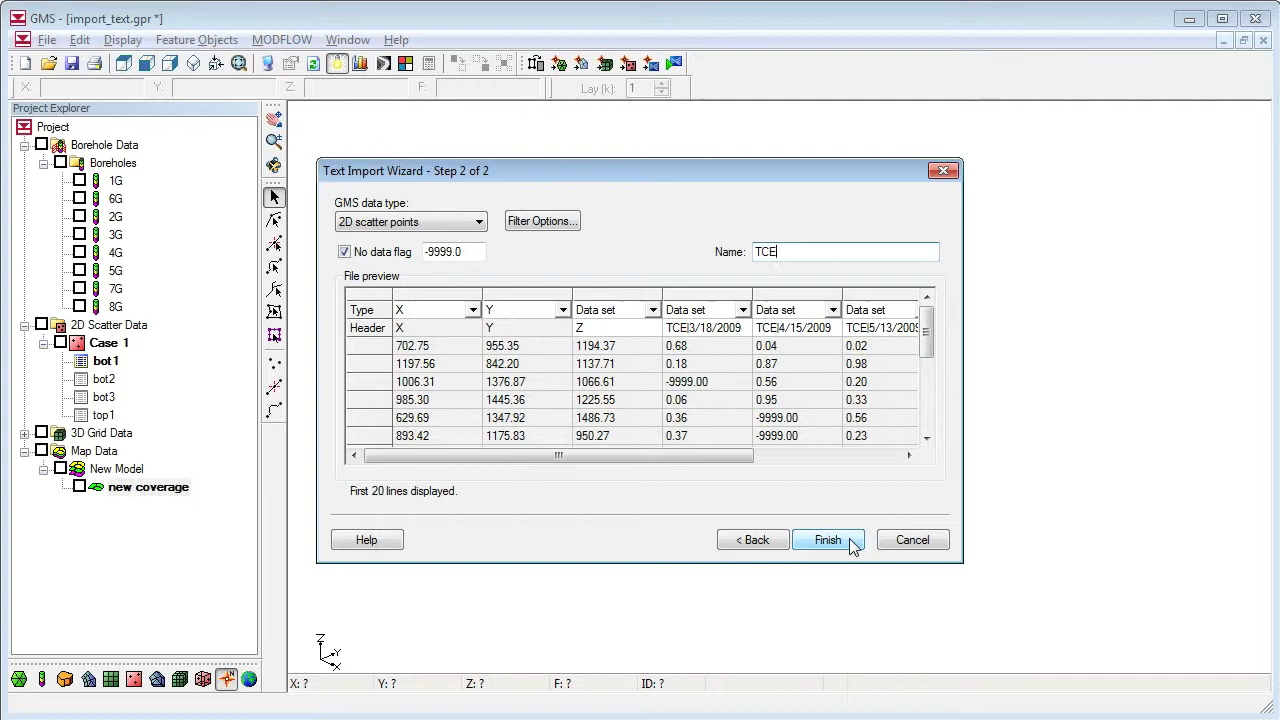 GMS - [import_text.gpr *]
File Edit Display Feature Objects MODFLOW Window Help
X: Y: Z: F: Lay (k): 1
Project Explorer
Project
Borehole Data
Boreholes
1G
6G
2G
3G
4G
5G
7G
8G
2D Scatter Data
Case 1
bot1
bot2
bot3
top1
3D Grid Data
Map Data
New Model
new coverage
Text Import Wizard - Step 2 of 2
GMS data type:
2D scatter points Filter Options...
No data flag -9999.0 Name: TCE
File preview
Type X Y Data set Data set Data set Data set
Header X Y Z TCE|3/18/2009 TCE|4/15/2009 TCE|5/13/2009
702.75 955.35 1194.37 0.68 0.04 0.02
1197.56 842.20 1137.71 0.18 0.87 0.98
1006.31 1376.87 1066.61 -9999.00 0.56 0.20
985.30 1445.36 1225.55 0.06 0.95 0.33
629.69 1347.92 1486.73 0.36 -9999.00 0.56
893.42 1175.83 950.27 0.37 -9999.00 0.23
First 20 lines displayed.
Help < Back Finish Cancel
Z
Y
X
X: ? Y: ? Z: ? F: ? ID: ?